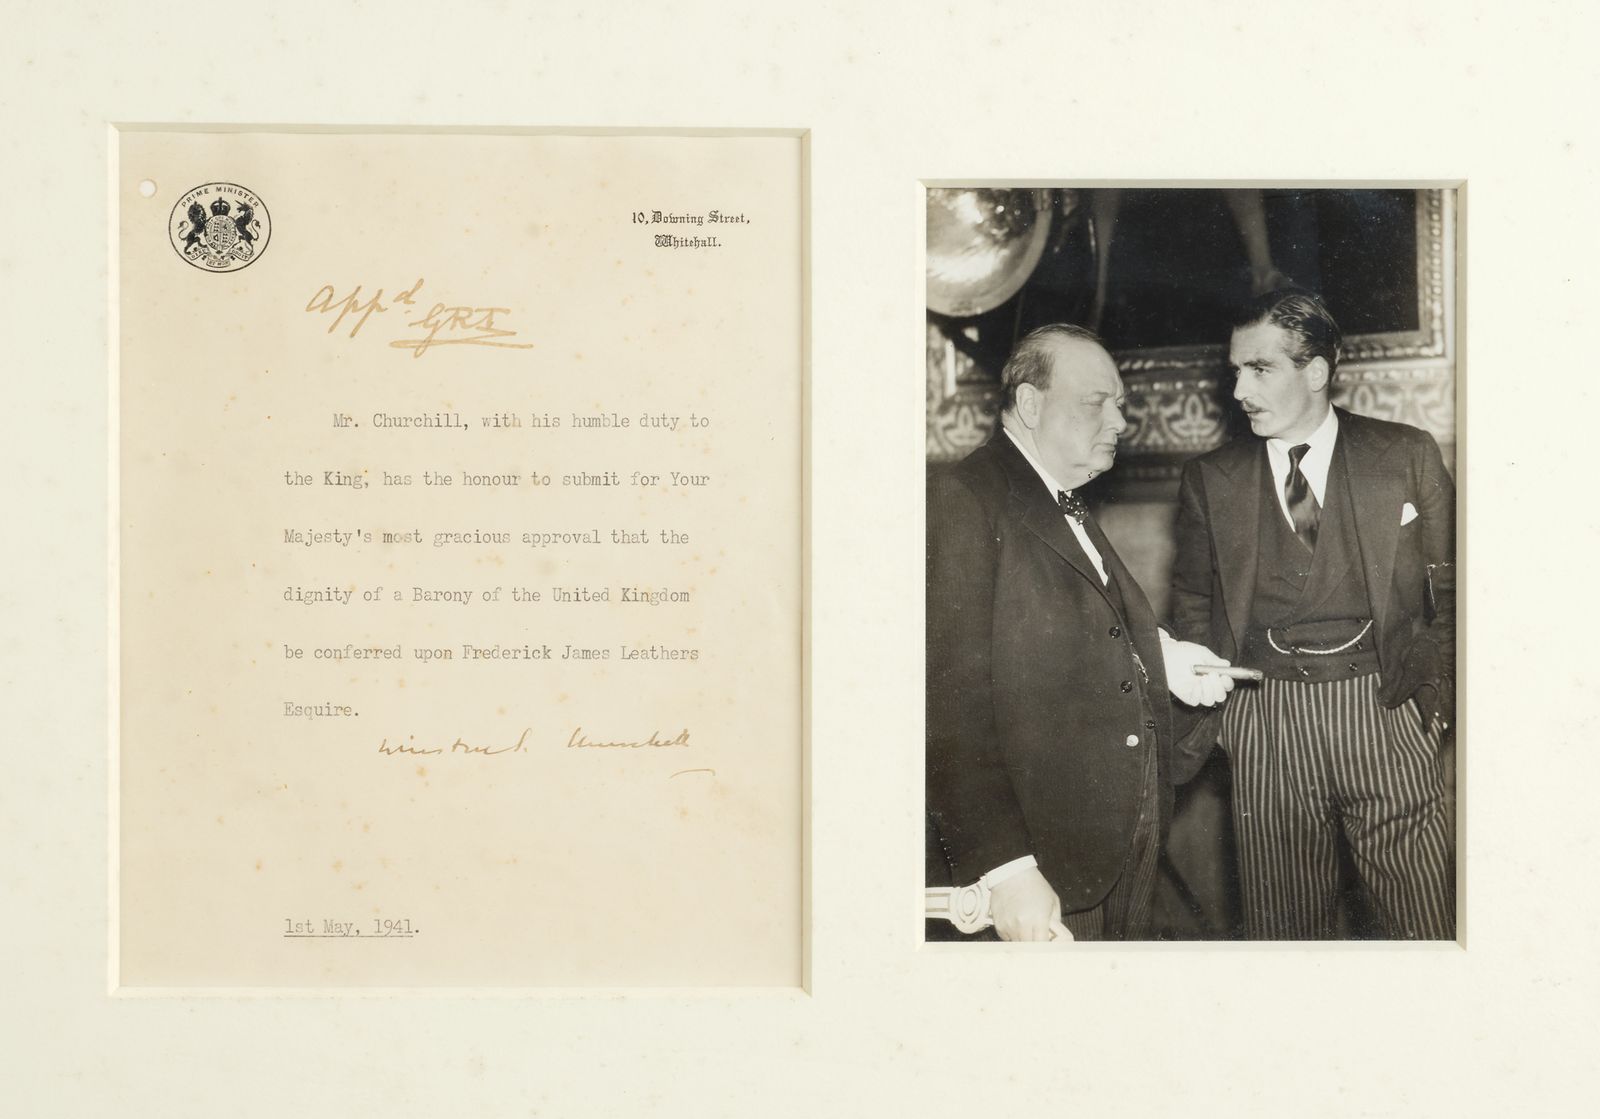 PRIME MINISTER
10, Downing Street,
Whitehall.
Appd. GRI
Mr. Churchill, with his humble duty to
the King, has the honour to submit for Your
Majesty's most gracious approval that the
dignity of a Barony of the United Kingdom
be conferred upon Frederick James Leathers
Esquire.
Winston S. Churchill
1st May, 1941.